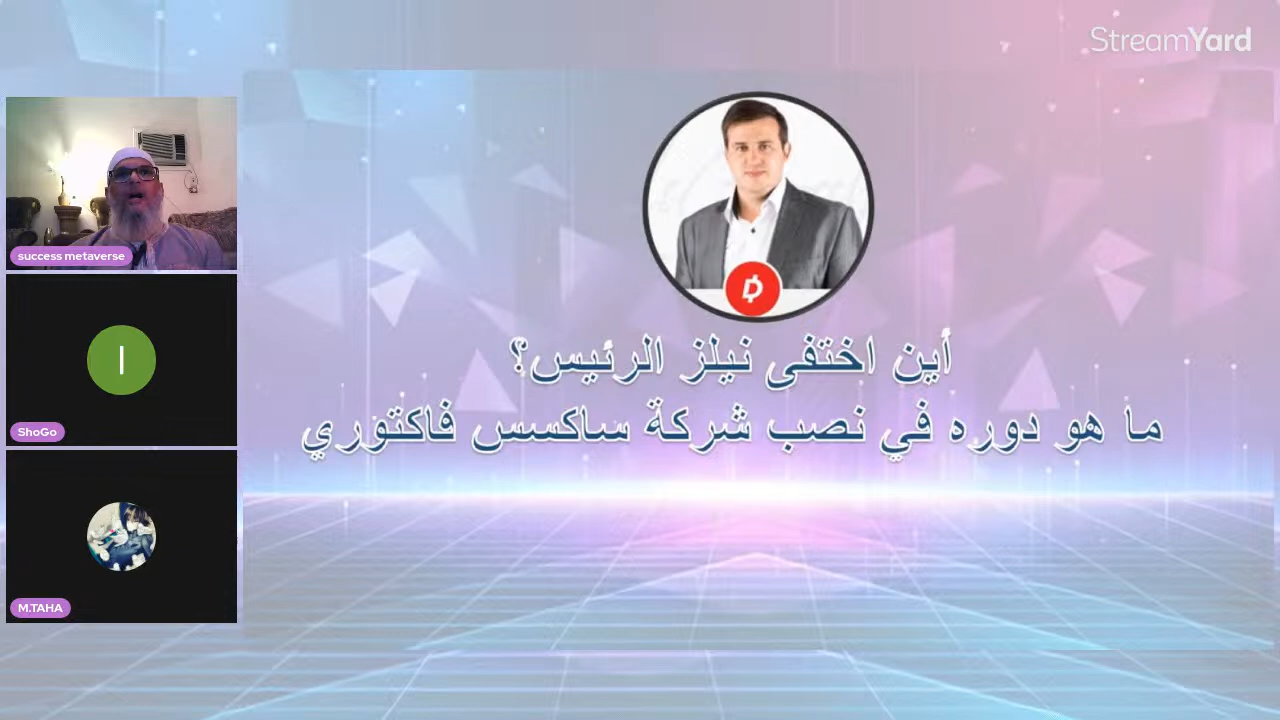 StreamYard
أين اختفى نيلز الرئيس؟
ما هو دوره في نصب شركة ساكسس فاكتوري
success metaverse
I
ShoGo
M.TAHA